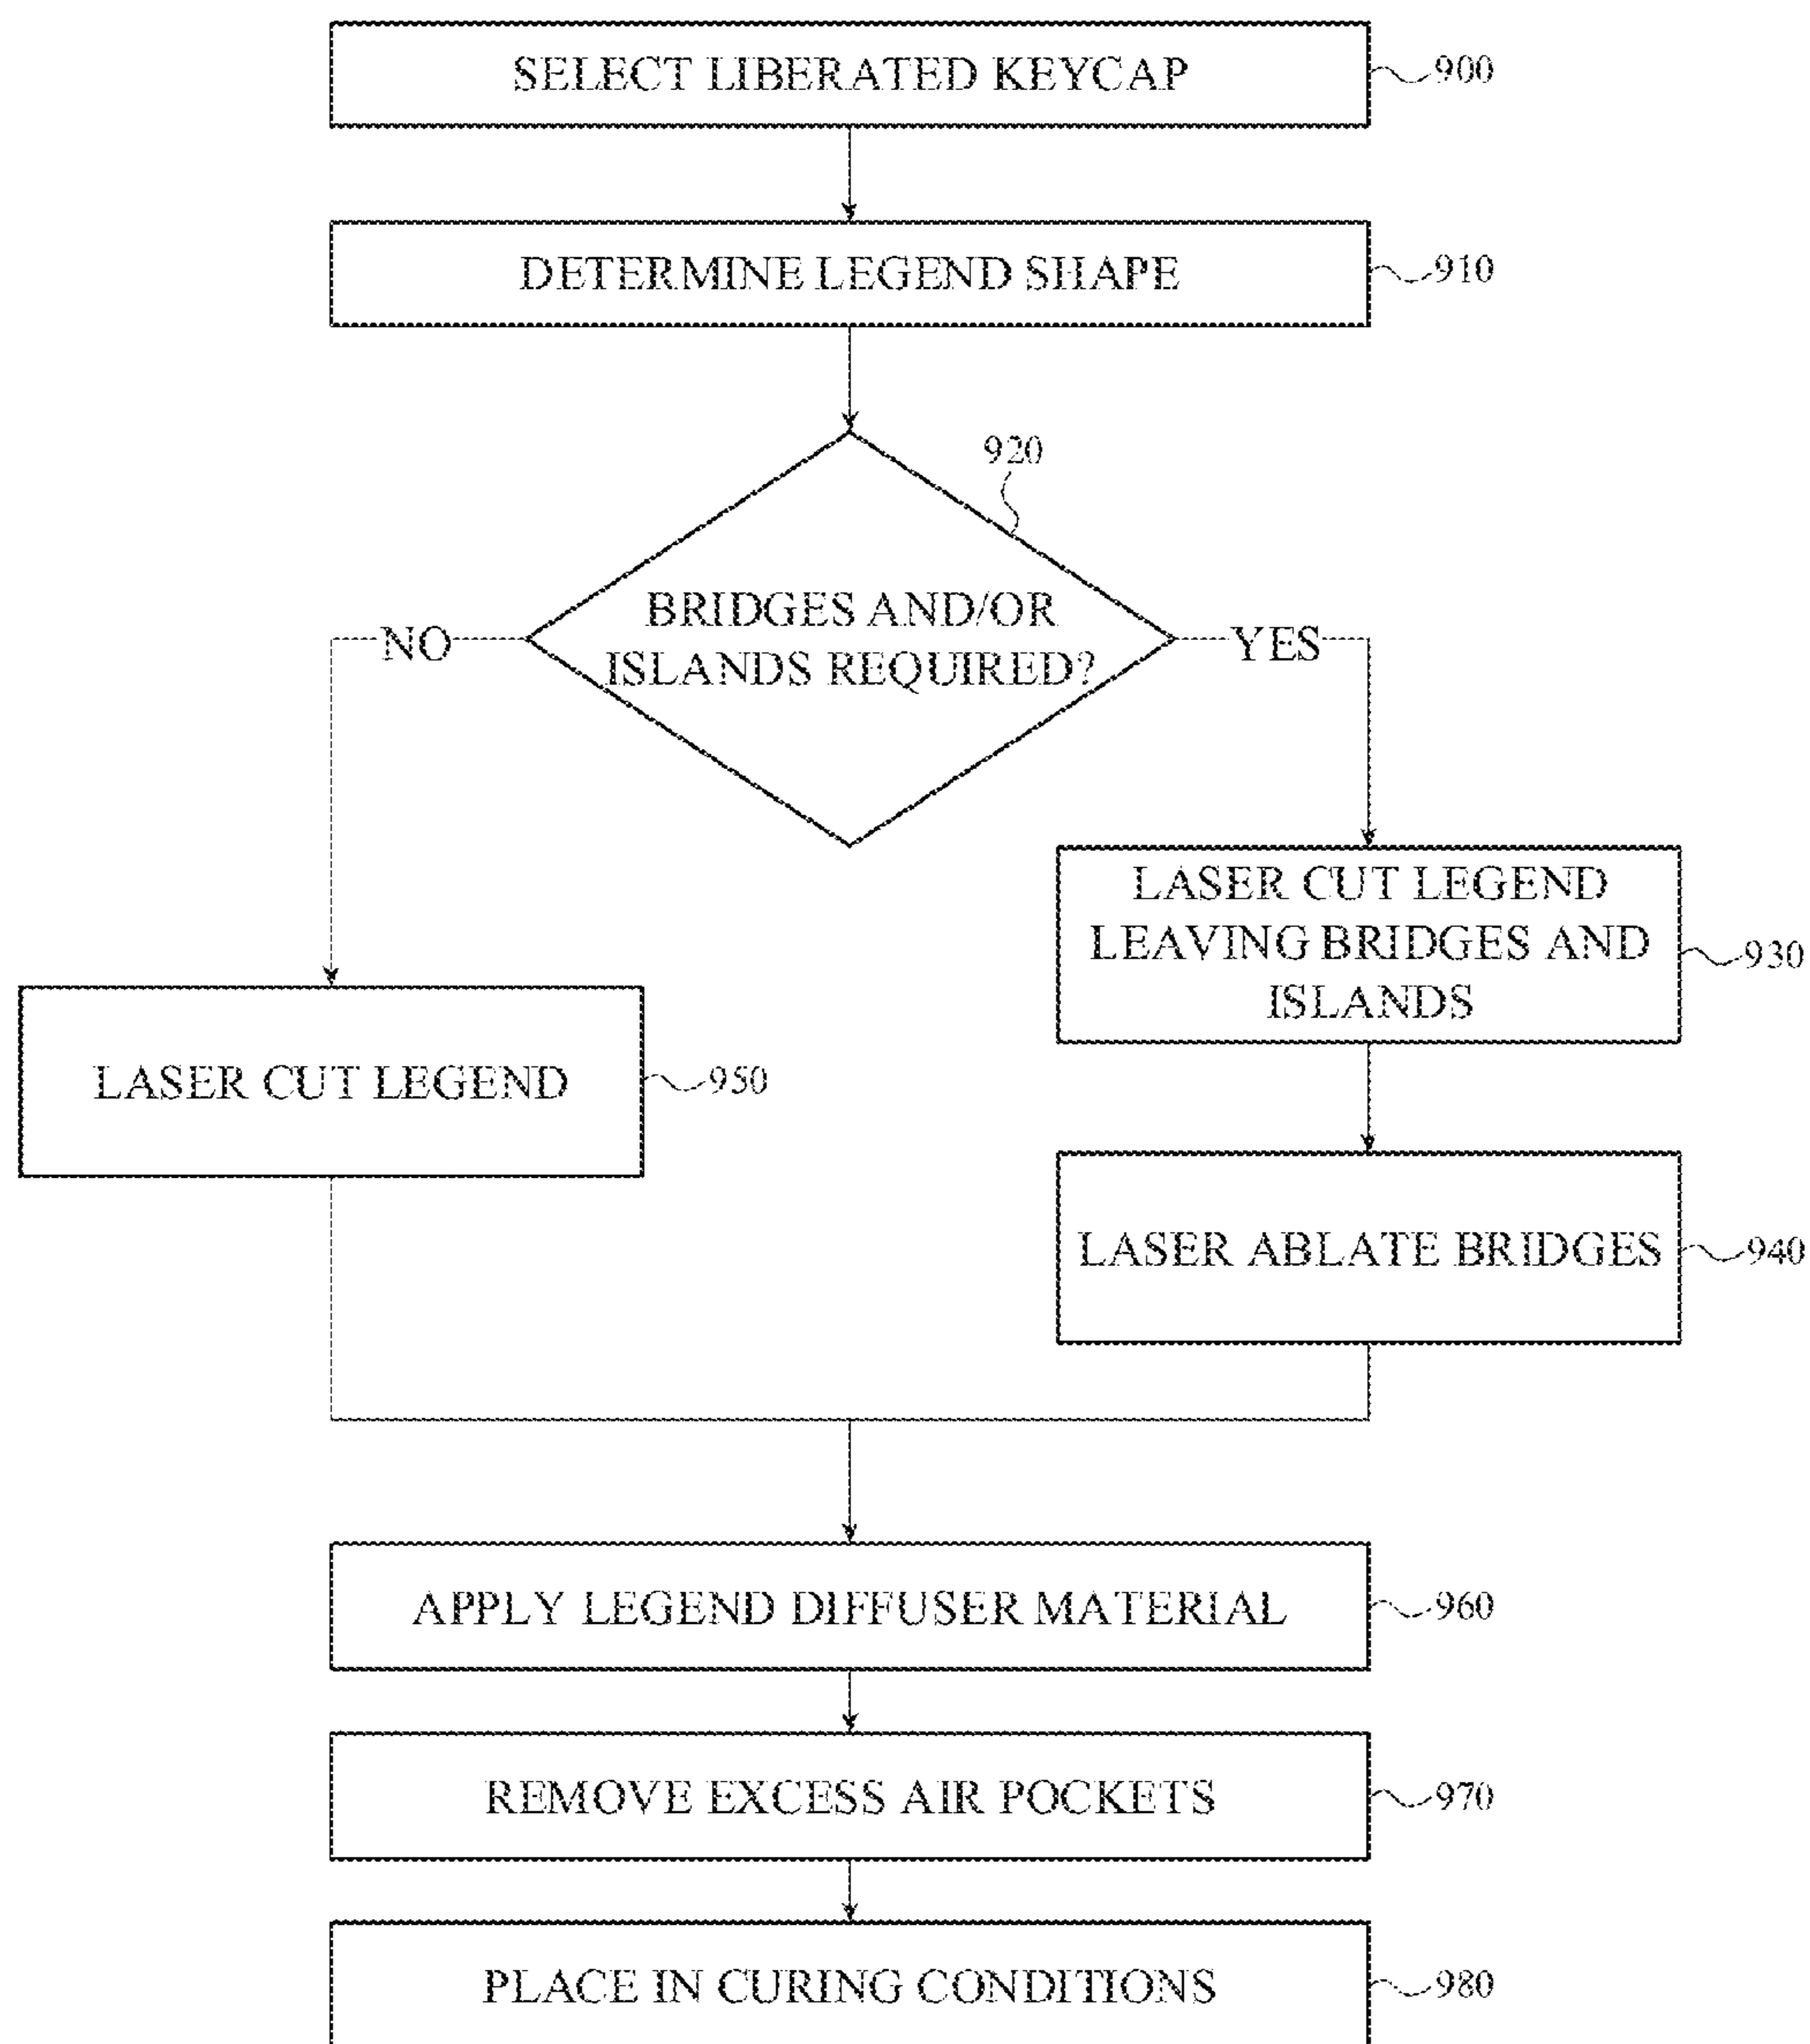 SELECT LIBERATED KEYCAP
900
DETERMINE LEGEND SHAPE
910
920
BRIDGES AND/OR
ISLANDS REQUIRED?
NO
YES
LASER CUT LEGEND
LEAVING BRIDGES AND
ISLANDS
930
LASER CUT LEGEND
950
LASER ABLATE BRIDGES
940
APPLY LEGEND DIFFUSER MATERIAL
960
REMOVE EXCESS AIR POCKETS
970
PLACE IN CURING CONDITIONS
980